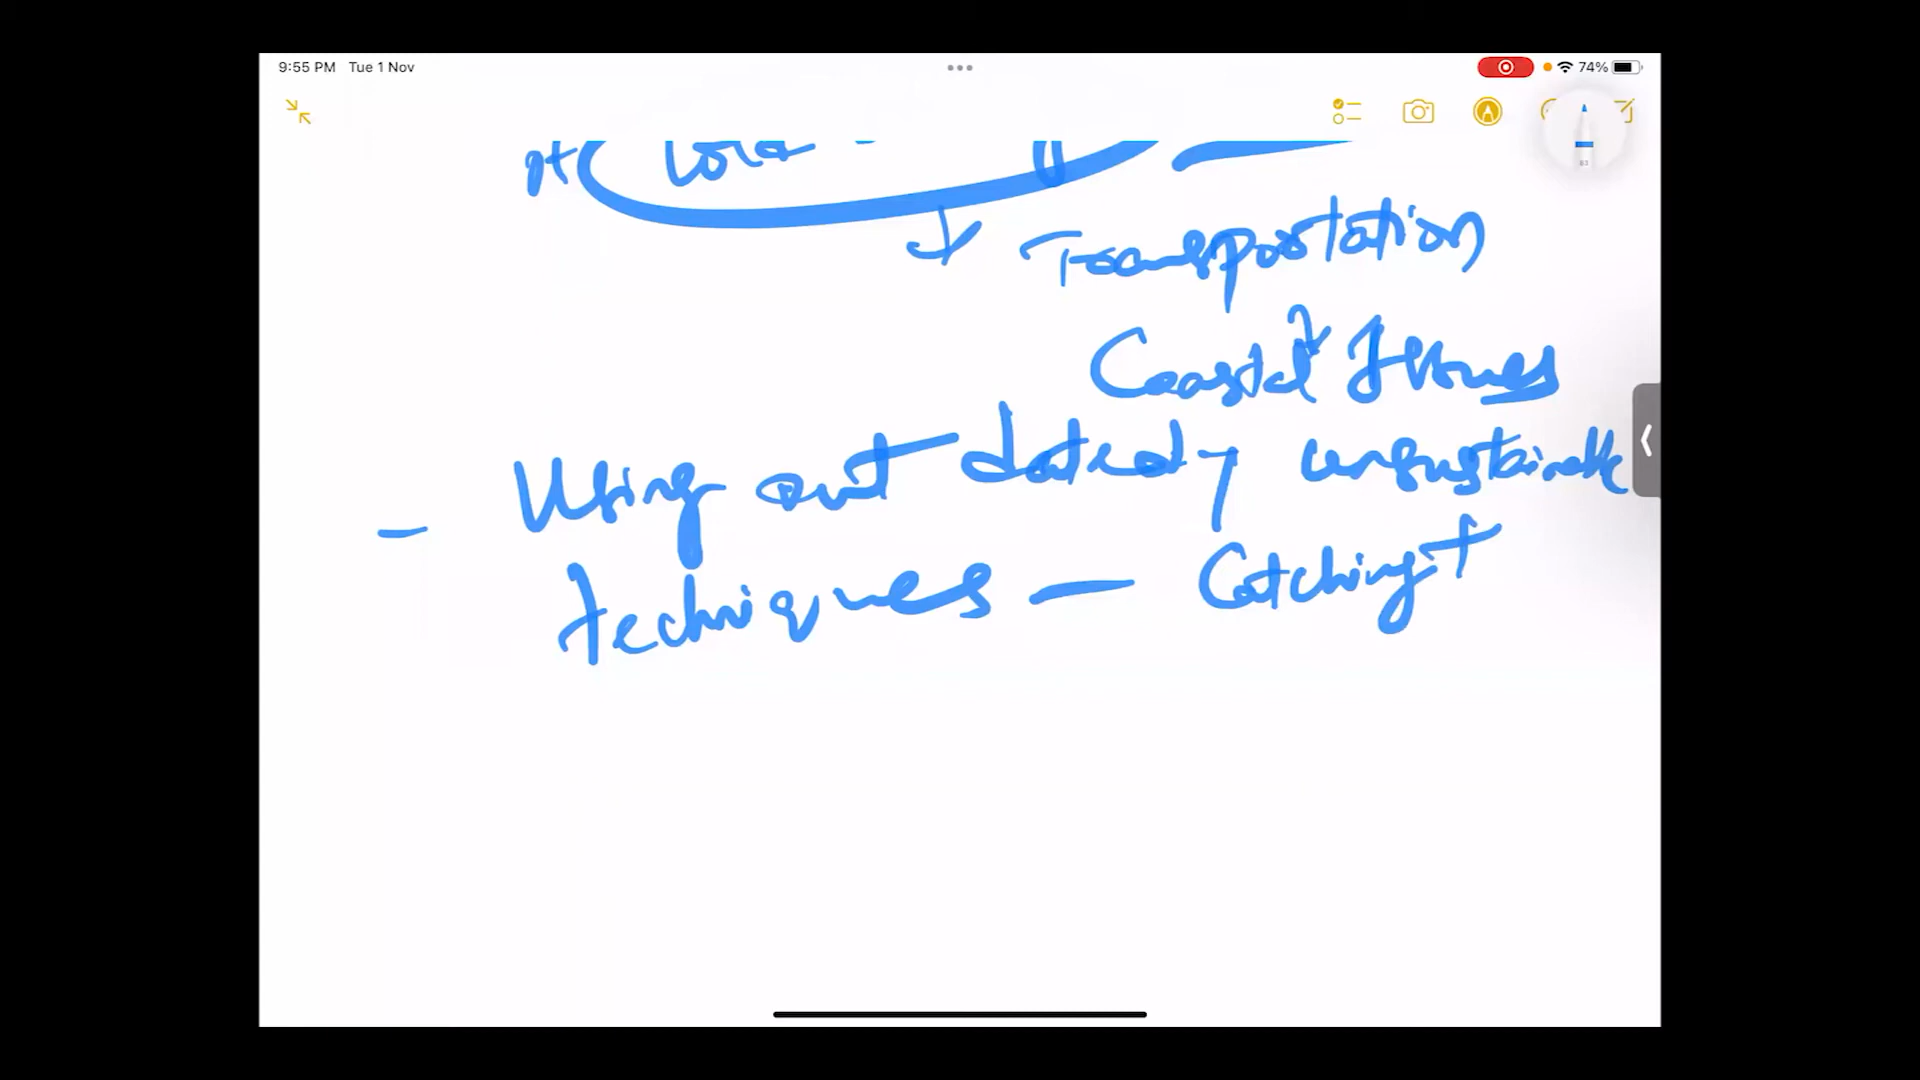 9:55 PM Tue 1 Nov
74%
Transportation
Coastal
- Using out dated, unsustainable
techniques — Catching +